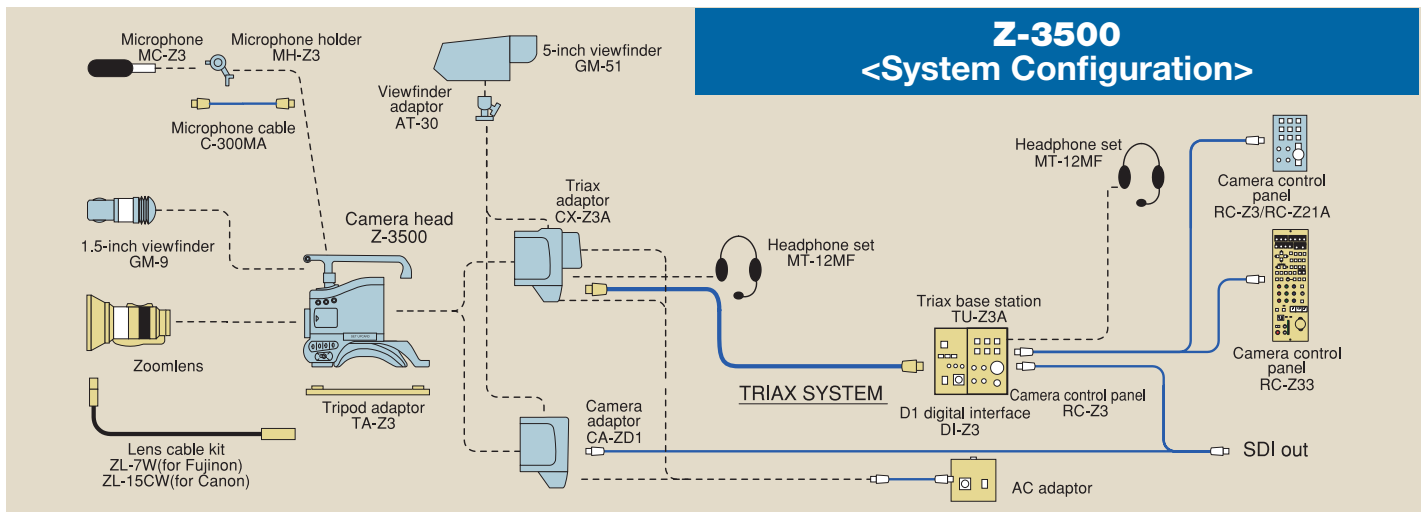 Z-3500
<System Configuration>
Microphone
MC-Z3
Microphone holder
MH-Z3
Microphone cable
C-300MA
5-inch viewfinder
GM-51
Viewfinder
adaptor
AT-30
1.5-inch viewfinder
GM-9
Camera head
Z-3500
Triax
adaptor
CX-Z3A
Headphone set
MT-12MF
Headphone set
MT-12MF
Camera control
panel
RC-Z3/RC-Z21A
Zoomlens
Tripod adaptor
TA-Z3
Lens cable kit
ZL-7W(for Fujinon)
ZL-15CW(for Canon)
Triax base station
TU-Z3A
TRIAX SYSTEM
Camera control
panel
RC-Z33
Camera
adaptor
CA-ZD1
D1 digital interface
DI-Z3
Camera control panel
RC-Z3
SDI out
AC adaptor